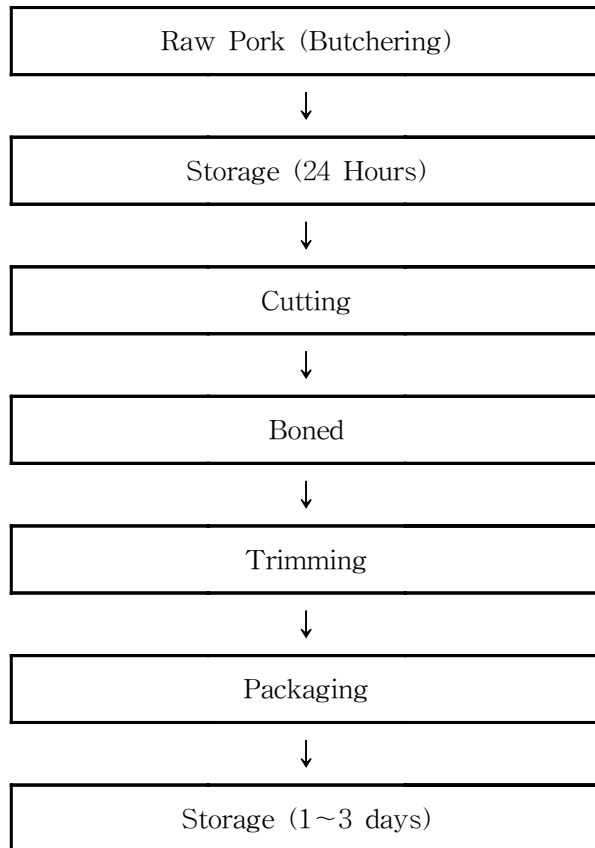 Raw Pork (Butchering)
↓
Storage (24 Hours)
↓
Cutting
↓
Boned
↓
Trimming
↓
Packaging
↓
Storage (1~3 days)